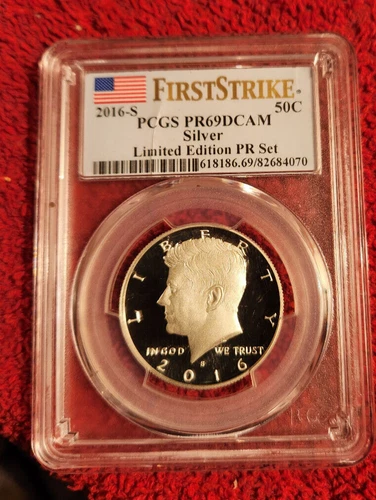 FIRSTSTRIKE
2016-S 50C
PCGS PR69DCAM
Silver
Limited Edition PR Set
618186.69/82684070
LIBERTY
IN GOD WE TRUST
S
2016